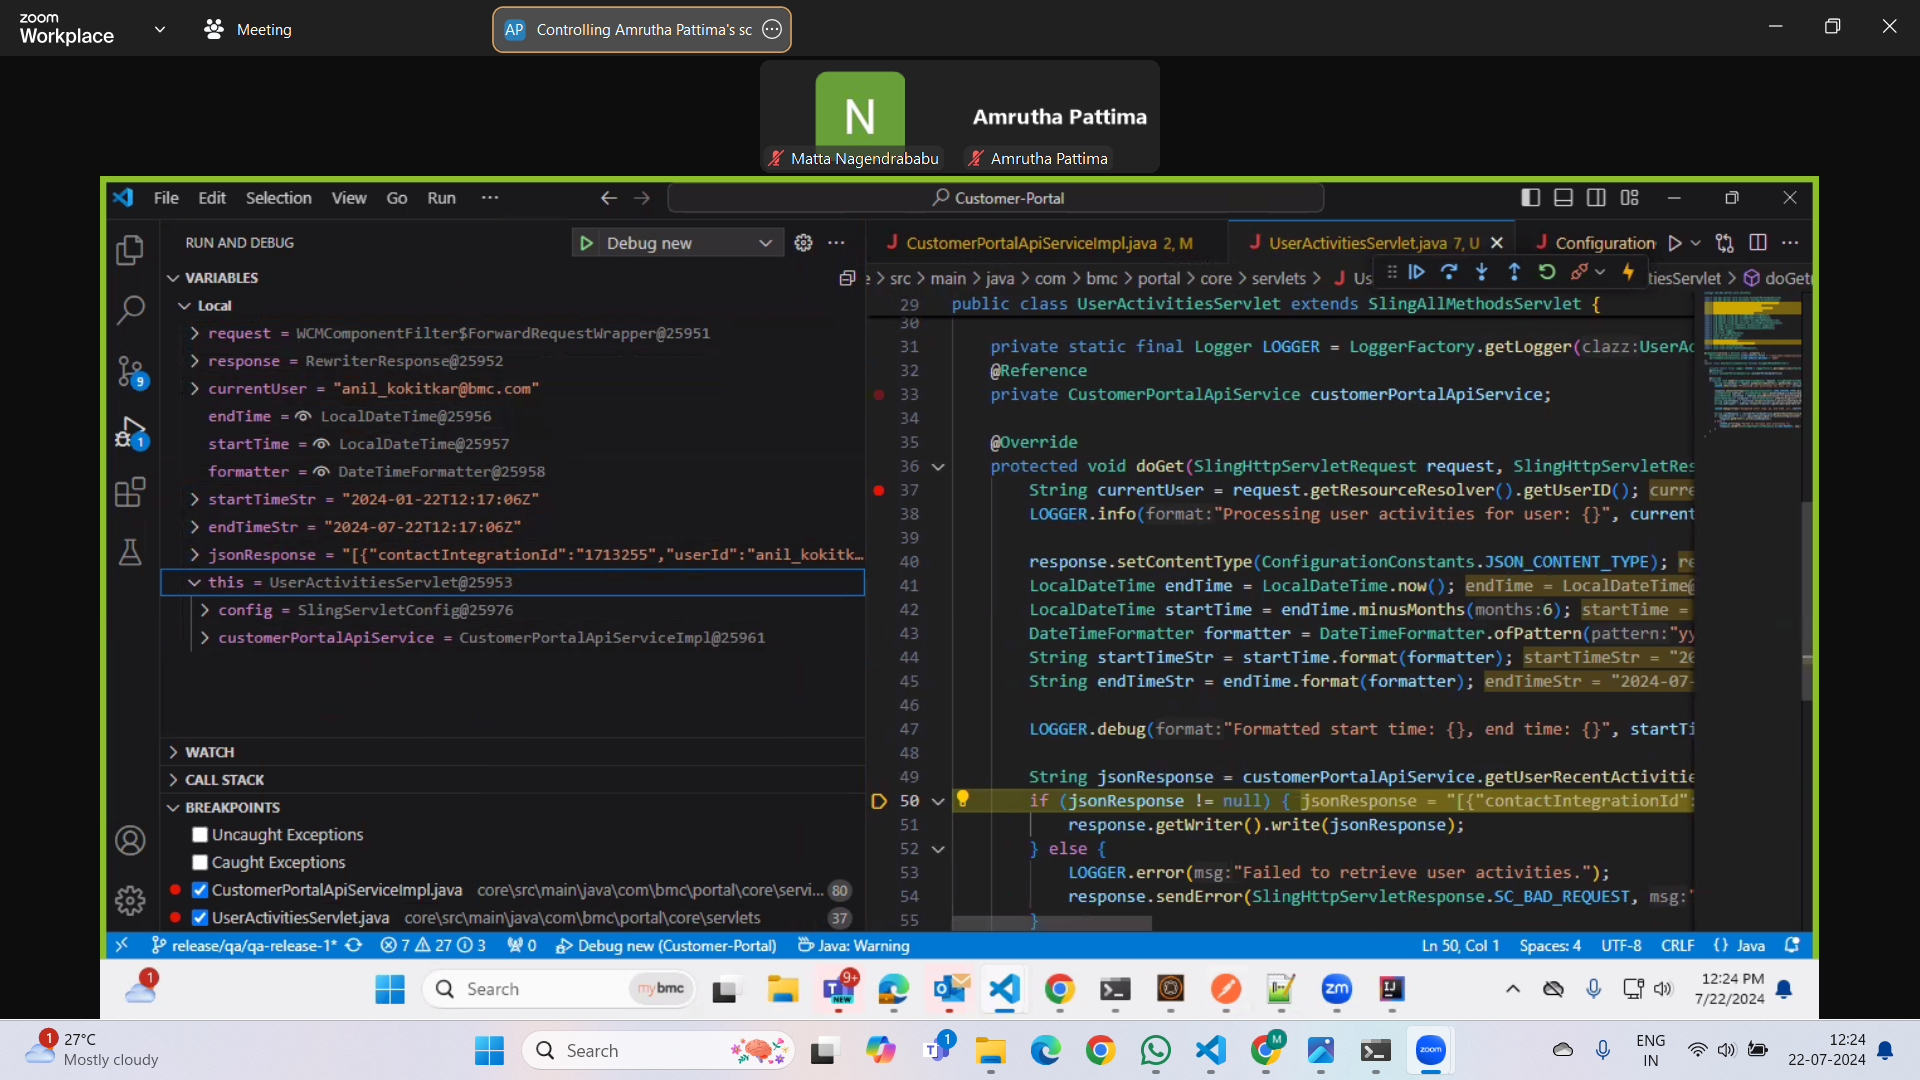 zoom
Workplace
Meeting
AP Controlling Amrutha Pattima's sc
N
Amrutha Pattima
Matta Nagendrababu
Amrutha Pattima
File Edit Selection View Go Run ...
Customer-Portal
RUN AND DEBUG
Debug new
CustomerPortalApiServiceImpl.java 2, M
UserActivitiesServlet.java 7, U
Configuration
> src > main > java > com > bmc > portal > core > servlets > J Us
tiesServlet > doGet(
VARIABLES
Local
request = WCMComponentFilter$ForwardRequestWrapper@25951
response = RewriterResponse@25952
currentUser = "anil_kokitkar@bmc.com"
endTime = LocalDateTime@25956
startTime = LocalDateTime@25957
formatter = DateTimeFormatter@25958
startTimeStr = "2024-01-22T12:17:06Z"
endTimeStr = "2024-07-22T12:17:06Z"
jsonResponse = "[{"contactIntegrationId":"1713255","userId":"anil_kokitk...
this = UserActivitiesServlet@25953
config = SlingServletConfig@25976
customerPortalApiService = CustomerPortalApiServiceImpl@25961
WATCH
CALL STACK
BREAKPOINTS
Uncaught Exceptions
Caught Exceptions
CustomerPortalApiServiceImpl.java core\src\main\java\com\bmc\portal\core\servi... 80
UserActivitiesServlet.java core\src\main\java\com\bmc\portal\core\servlets 37
9
1
29 public class UserActivitiesServlet extends SlingAllMethodsServlet {
30
31 private static final Logger LOGGER = LoggerFactory.getLogger(clazz:UserAc
32 @Reference
33 private CustomerPortalApiService customerPortalApiService;
34
35 @Override
36 protected void doGet(SlingHttpServletRequest request, SlingHttpServletRes
37 String currentUser = request.getResourceResolver().getUserID(); curre
38 LOGGER.info(format:"Processing user activities for user: {}", current
39
40 response.setContentType(ConfigurationConstants.JSON_CONTENT_TYPE); re
41 LocalDateTime endTime = LocalDateTime.now(); endTime = LocalDateTime@
42 LocalDateTime startTime = endTime.minusMonths(months:6); startTime =
43 DateTimeFormatter formatter = DateTimeFormatter.ofPattern(pattern:"yy
44 String startTimeStr = startTime.format(formatter); startTimeStr = "20
45 String endTimeStr = endTime.format(formatter); endTimeStr = "2024-07-
46
47 LOGGER.debug(format:"Formatted start time: {}, end time: {}", startTi
48
49 String jsonResponse = customerPortalApiService.getUserRecentActivitie
50 if (jsonResponse != null) { jsonResponse = "[{"contactIntegrationId":
51 response.getWriter().write(jsonResponse);
52 } else {
53 LOGGER.error(msg:"Failed to retrieve user activities.");
54 response.sendError(SlingHttpServletResponse.SC_BAD_REQUEST, msg:"
55 }
release/qa/qa-release-1* 7 27 3 0 Debug new (Customer-Portal) Java: Warning
Ln 50, Col 1 Spaces: 4 UTF-8 CRLF {} Java
1
Search mybmc
NEW 9+
zm
IJ
12:24 PM
7/22/2024
1
27°C
Mostly cloudy
Search
1
M
zoom
ENG
IN
12:24
22-07-2024